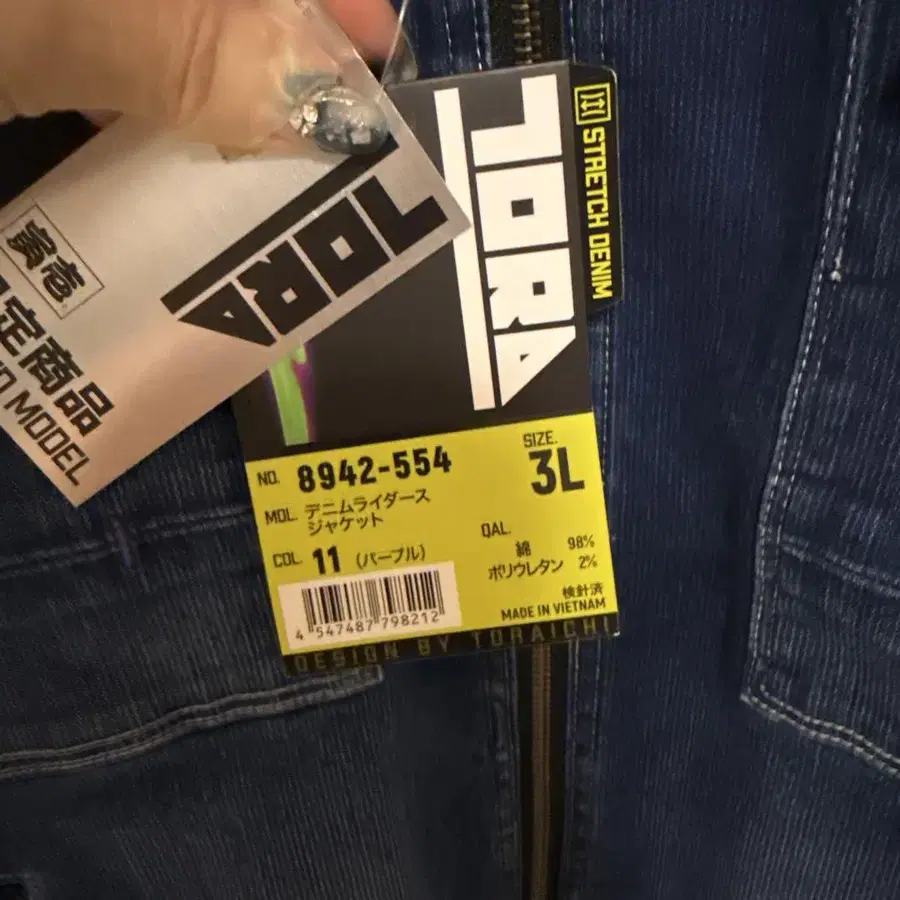 TORA
STRETCH DENIM
TORA
寅壱
定商品
MODEL
NO. 8942-554
SIZE.
3L
MDL. デニムライダース
ジャケット
COL. 11 (パープル)
QAL.
綿 98%
ポリウレタン 2%
検針済
MADE IN VIETNAM
4 547487 798212
DESIGN BY TORAICHI